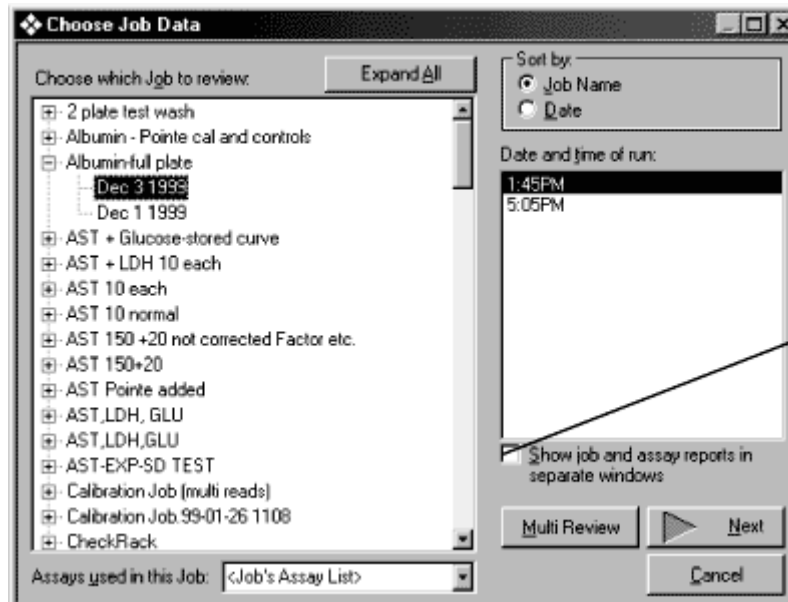 Choose Job Data
Choose which Job to review:
Expand All
2 plate test wash
Albumin - Pointe cal and controls
Albumin-full plate
Dec 3 1999
Dec 1 1999
AST + Glucose-stored curve
AST + LDH 10 each
AST 10 each
AST 10 normal
AST 150 +20 not corrected Factor etc.
AST 150+20
AST Pointe added
AST,LDH, GLU
AST,LDH,GLU
AST-EXP-SD TEST
Calibration Job (multi reads)
Calibration Job.99-01-26 1108
CheckRack
Assays used in this Job:
<Job's Assay List>
Sort by:
Job Name
Date
Date and time of run:
1:45PM
5:05PM
Show job and assay reports in
separate windows
Multi Review
Next
Cancel